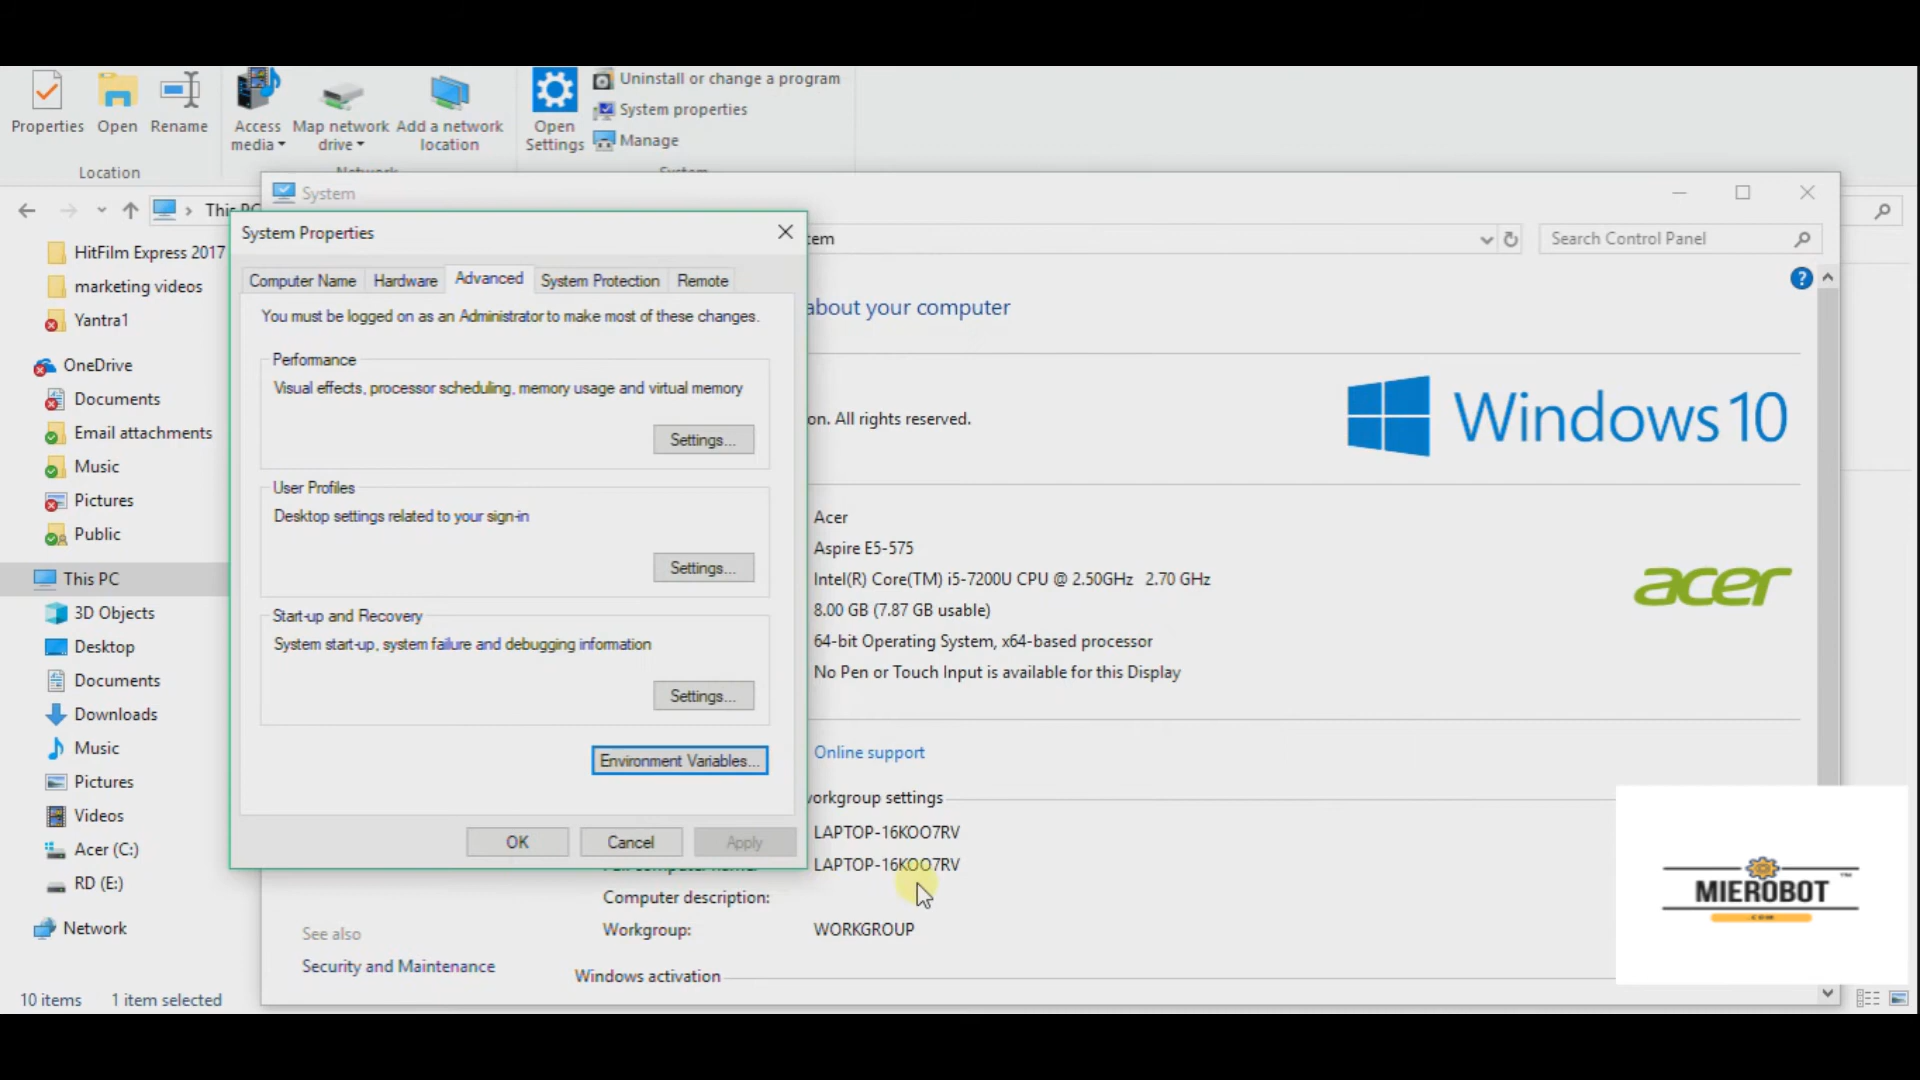 Uninstall or change a program
System properties
Manage
Properties Open Rename
Access media
Map network drive
Add a network location
Open Settings
Location
System
This PC
Search Control Panel
System Properties
tem
Computer Name Hardware Advanced System Protection Remote
You must be logged on as an Administrator to make most of these changes.
Performance
Visual effects, processor scheduling, memory usage and virtual memory
Settings...
User Profiles
Desktop settings related to your sign-in
Settings...
Start-up and Recovery
System start-up, system failure and debugging information
Settings...
Environment Variables...
OK Cancel Apply
HitFilm Express 2017
marketing videos
Yantra1
OneDrive
Documents
Email attachments
Music
Pictures
Public
This PC
3D Objects
Desktop
Documents
Downloads
Music
Pictures
Videos
Acer (C:)
RD (E:)
Network
10 items 1 item selected
about your computer
on. All rights reserved.
Windows 10
Acer
Aspire E5-575
Intel(R) Core(TM) i5-7200U CPU @ 2.50GHz 2.70 GHz
8.00 GB (7.87 GB usable)
64-bit Operating System, x64-based processor
No Pen or Touch Input is available for this Display
acer
Online support
workgroup settings
LAPTOP-16KOO7RV
LAPTOP-16KOO7RV
Computer description:
Workgroup: WORKGROUP
Windows activation
See also
Security and Maintenance
MIEROBOT
TM
.COM